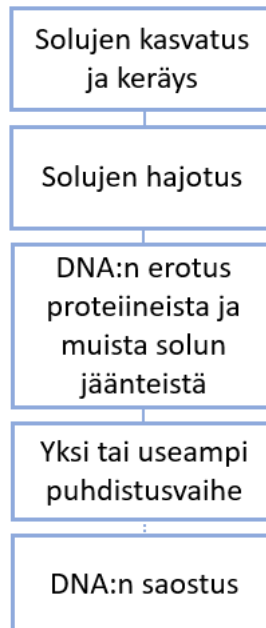 Solujen kasvatus
ja keräys
Solujen hajotus
DNA:n erotus
proteiineista ja
muista solun
jäänteistä
Yksi tai useampi
puhdistusvaihe
DNA:n saostus